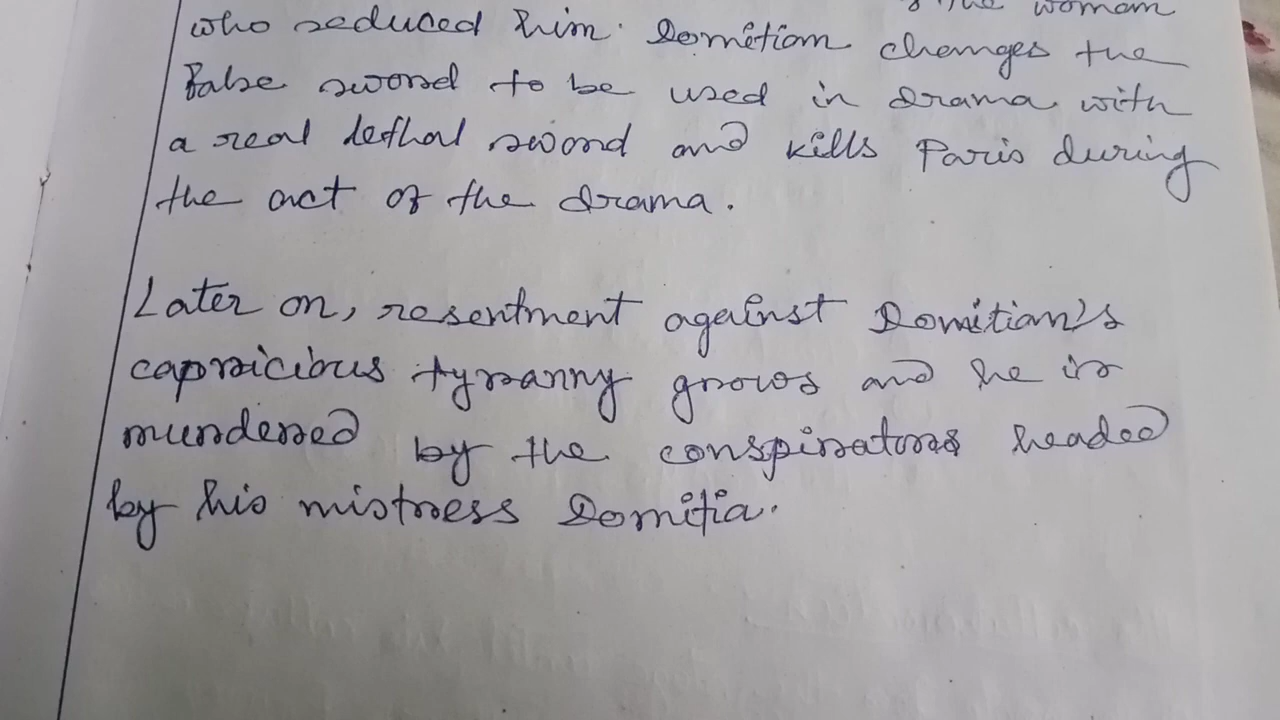 the woman
who seduced him. Domitian changes the
False sword to be used in drama with
a real lethal sword and kills Paris during
the act of the drama.
Later on, resentment against Domitian's
capricious tyranny grows and he is
murdered by the conspirators headed
by his mistress Domitia.